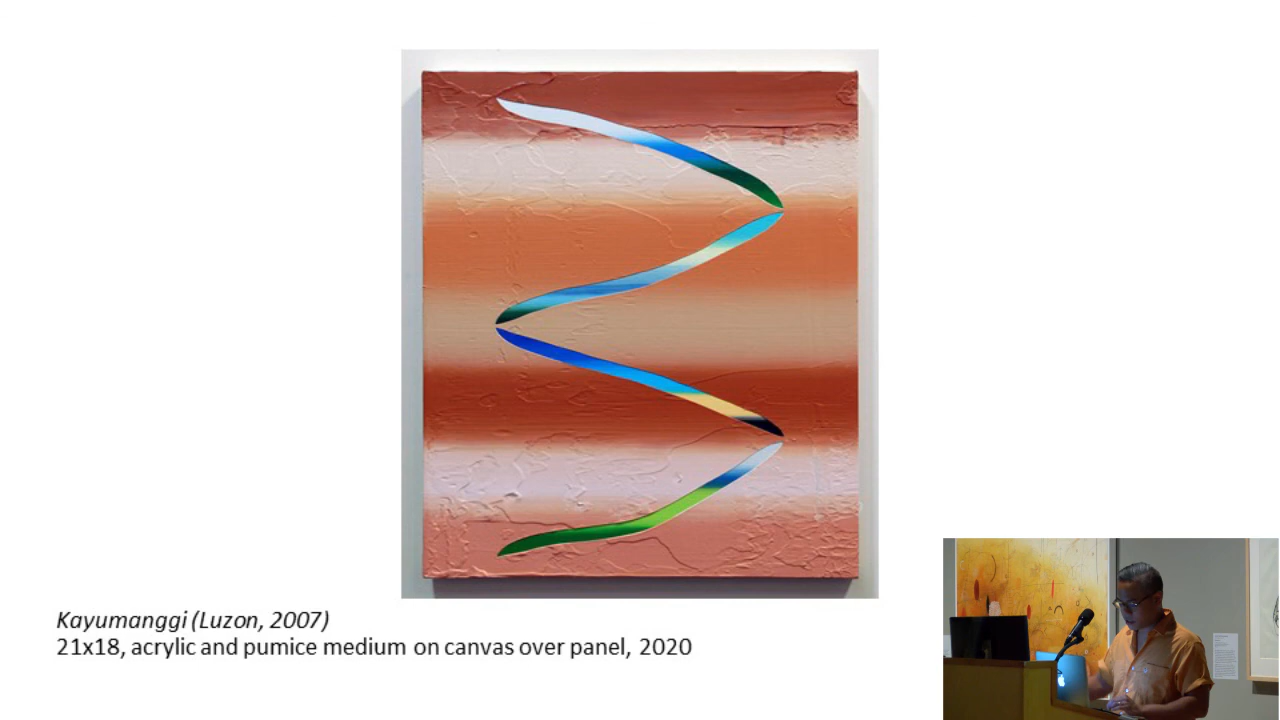 Kayumanggi (Luzon, 2007)
21x18, acrylic and pumice medium on canvas over panel, 2020